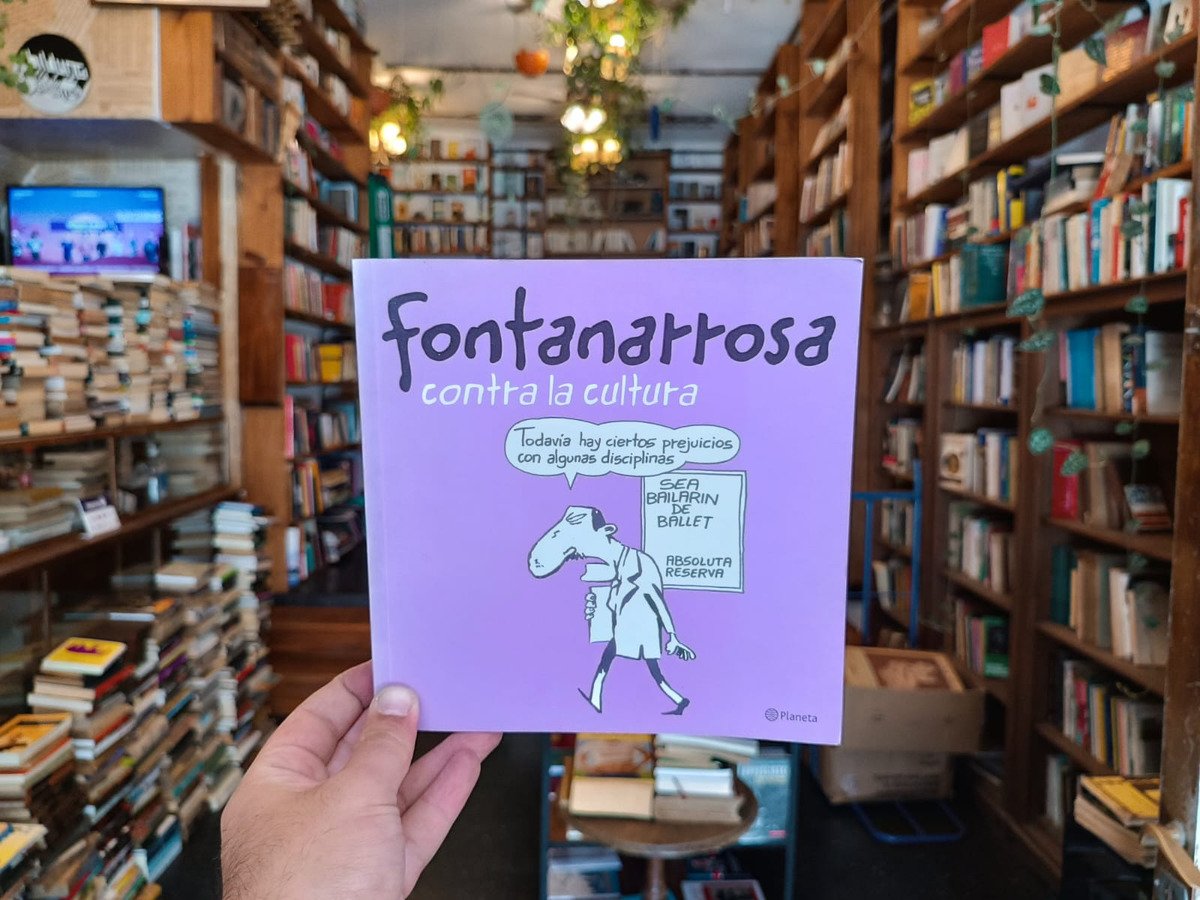 fontanarrosa
contra la cultura
Todavía hay ciertos prejuicios
con algunas disciplinas
SEA
BAILARIN
DE
BALLET
ABSOLUTA
RESERVA
Planeta